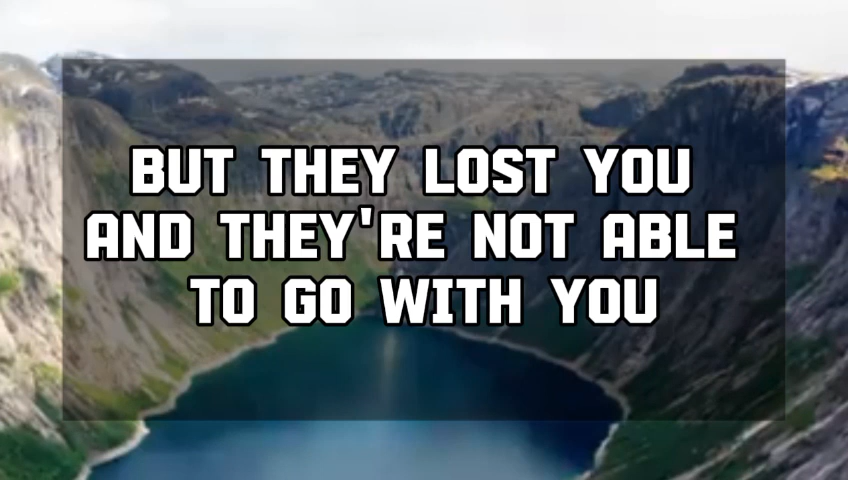 BUT THEY LOST YOU
AND THEY'RE NOT ABLE
TO GO WITH YOU